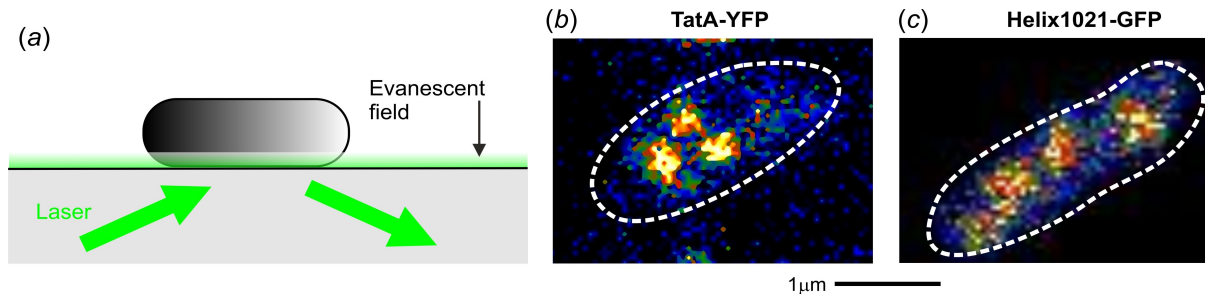 (a)
Evanescent
field
Laser
(b)
TatA-YFP
(c)
Helix1021-GFP
1μm